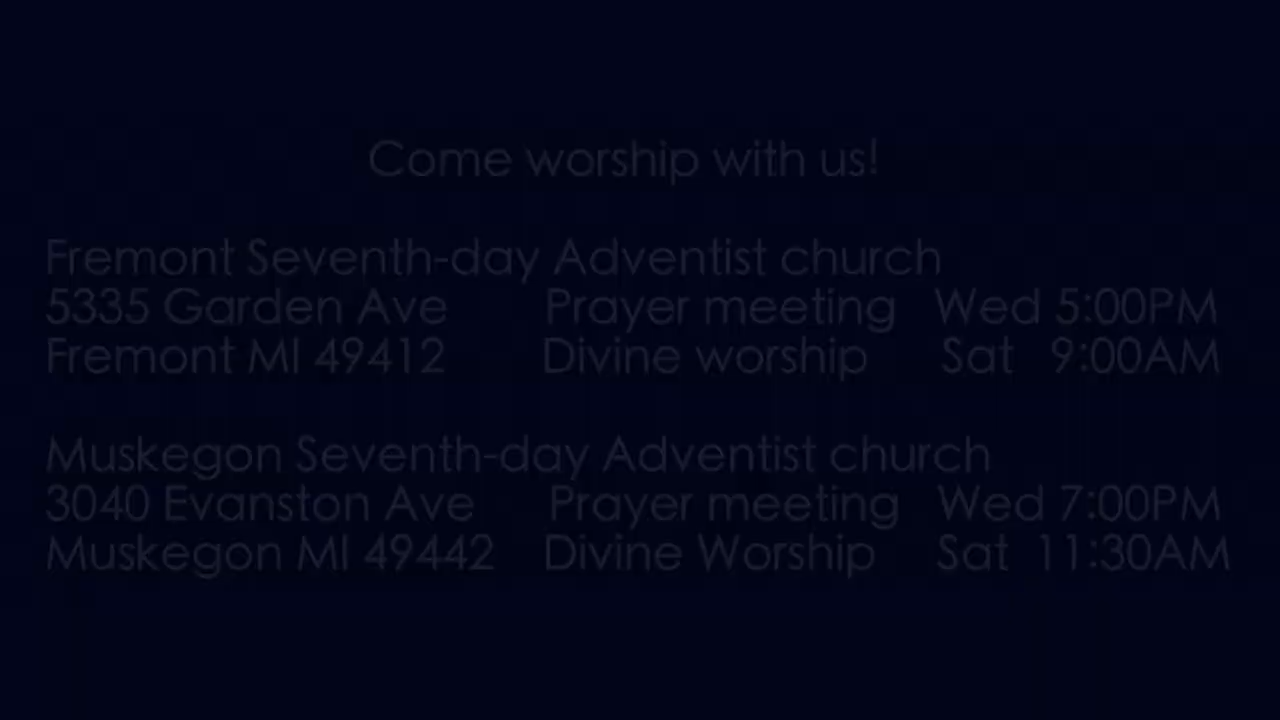 Come worship with us!
Fremont Seventh-day Adventist church
5335 Garden Ave Prayer meeting Wed 5:00PM
Fremont MI 49412 Divine worship Sat 9:00AM
Muskegon Seventh-day Adventist church
3040 Evanston Ave Prayer meeting Wed 7:00PM
Muskegon MI 49442 Divine Worship Sat 11:30AM